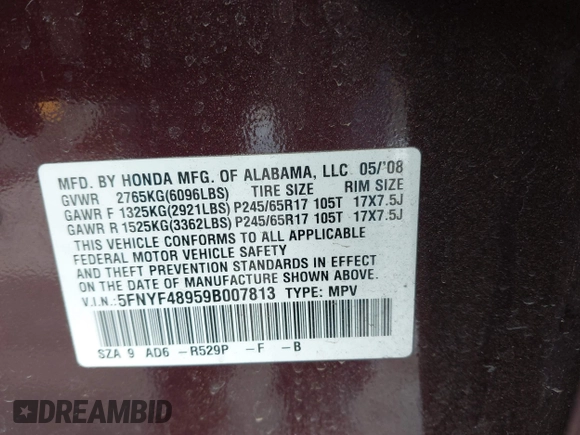 MFD. BY HONDA MFG. OF ALABAMA, LLC 05/'08
GVWR 2765KG(6096LBS) TIRE SIZE RIM SIZE
GAWR F 1325KG(2921LBS) P245/65R17 105T 17X7.5J
GAWR R 1525KG(3362LBS) P245/65R17 105T 17X7.5J
THIS VEHICLE CONFORMS TO ALL APPLICABLE
FEDERAL MOTOR VEHICLE SAFETY
AND THEFT PREVENTION STANDARDS IN EFFECT
ON THE DATE OF MANUFACTURE SHOWN ABOVE.
V.I.N.:5FNYF48959B007813 TYPE: MPV
SZA 9 AD6 -R529P -F -B
DREAMBID